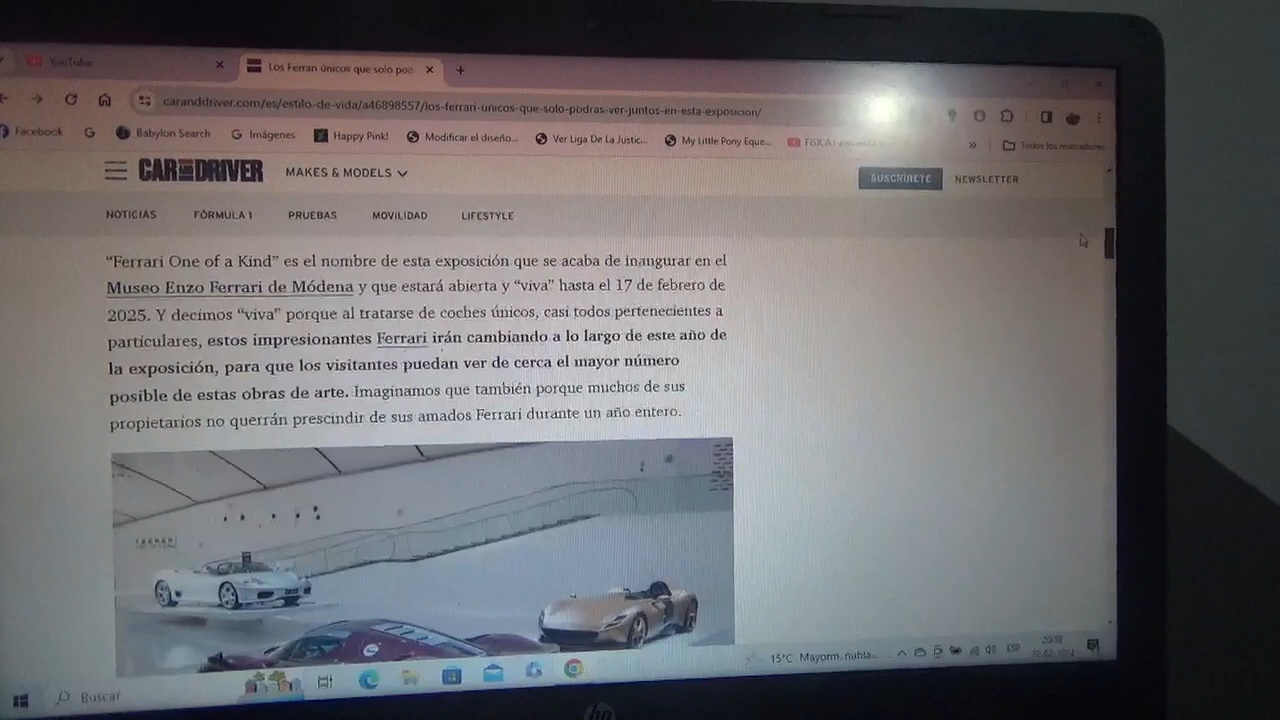 YouTube
Los Ferrari únicos que solo poc
caranddriver.com/es/estilo-de-vida/a46898557/los-ferrari-unicos-que-solo-podras-ver-juntos-en-esta-exposicion/
Facebook
G
Babylon Search
G Imágenes
Happy Pink!
Modificar el diseño...
Ver Liga De La Justic...
My Little Pony Eque...
»
Todos los marcadores
CAR AND DRIVER
MAKES & MODELS
SUSCRÍBETE
NEWSLETTER
NOTICIAS
FÓRMULA 1
PRUEBAS
MOVILIDAD
LIFESTYLE
“Ferrari One of a Kind” es el nombre de esta exposición que se acaba de inaugurar en el
Museo Enzo Ferrari de Módena y que estará abierta y “viva” hasta el 17 de febrero de
2025. Y decimos “viva” porque al tratarse de coches únicos, casi todos pertenecientes a
particulares, estos impresionantes Ferrari irán cambiando a lo largo de este año de
la exposición, para que los visitantes puedan ver de cerca el mayor número
posible de estas obras de arte. Imaginamos que también porque muchos de sus
propietarios no querrán prescindir de sus amados Ferrari durante un año entero.
FERRARI
Buscar
15°C Mayorm. nubla...
ESP
hp